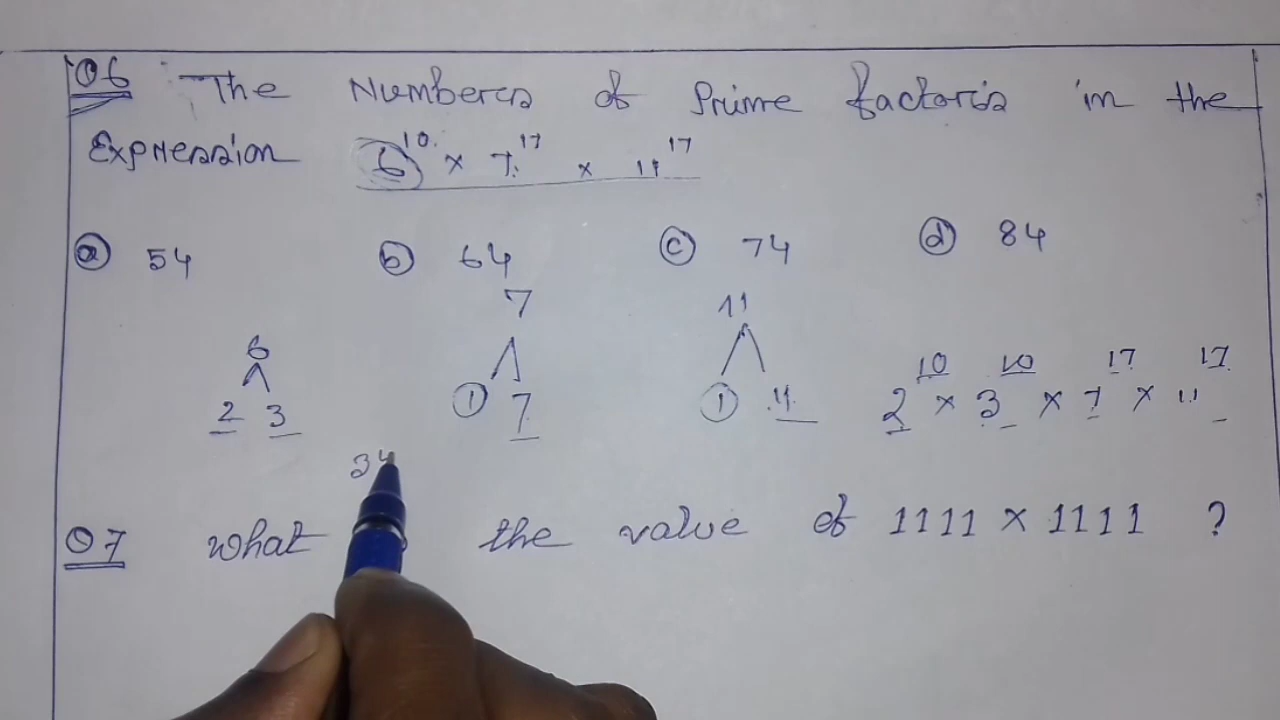 06 The Numbers of Prime factors in the
Expression 6^10 × 7^17 × 11^17
(a) 54 (b) 64 (c) 74 (d) 84
6 7 11
2 3 1 7 1 11 2^10 × 3^10 × 7^17 × 11^17
34
07 what the value of 1111 × 1111 ?